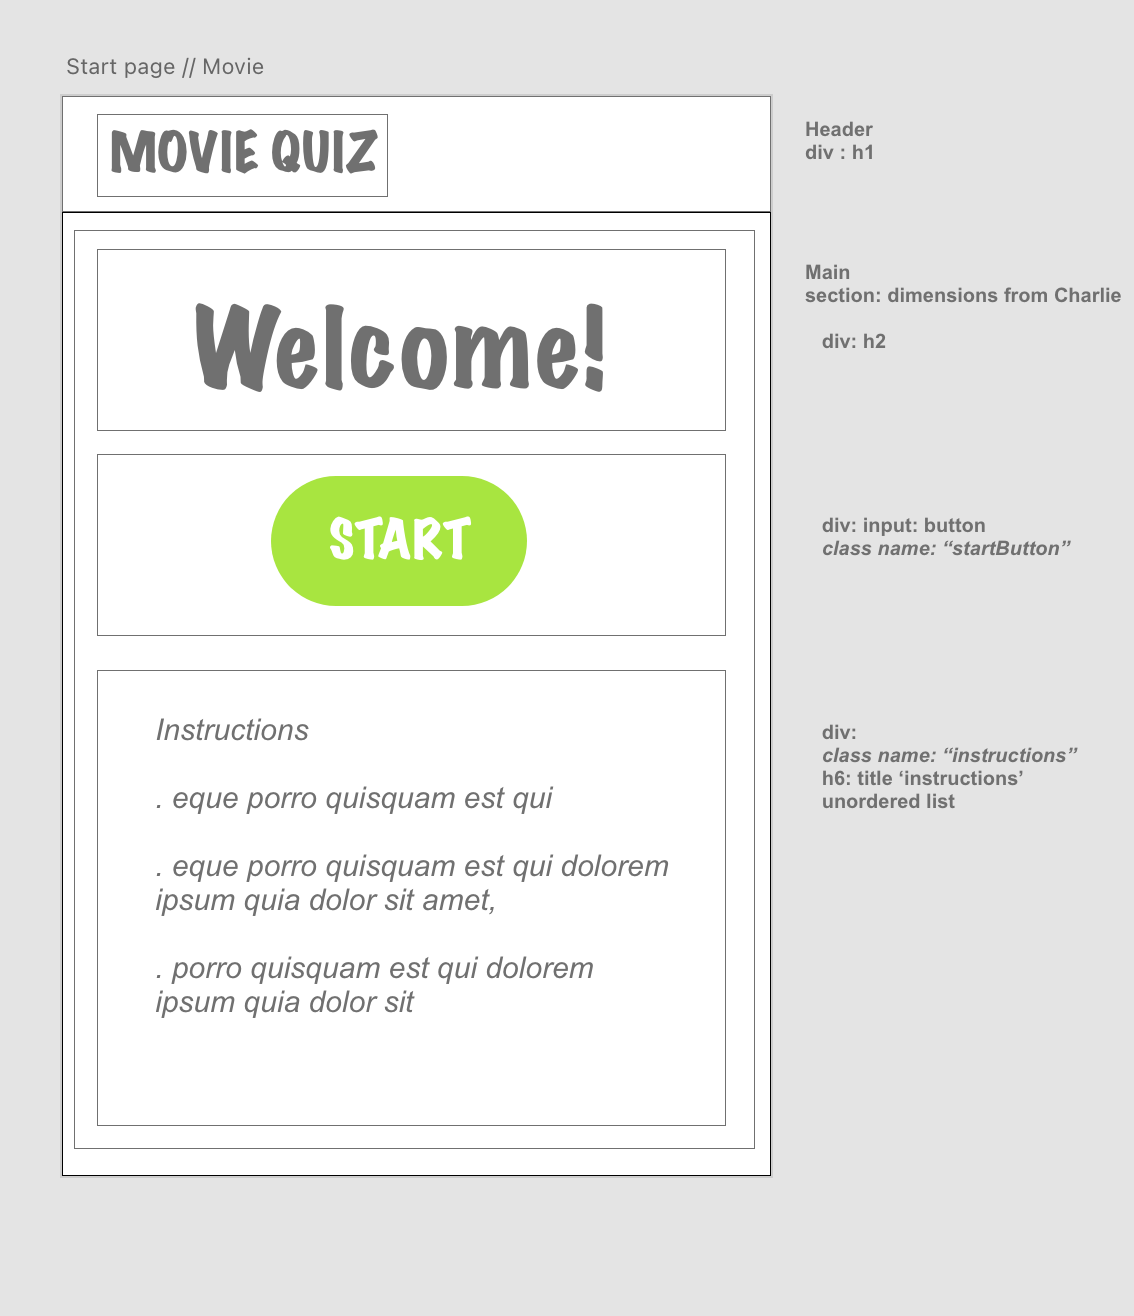 Start page // Movie
MOVIE QUIZ
Header
div : h1
Welcome!
Main
section: dimensions from Charlie
div: h2
START
div: input: button
class name: “startButton”
Instructions
. eque porro quisquam est qui
. eque porro quisquam est qui dolorem
ipsum quia dolor sit amet,
. porro quisquam est qui dolorem
ipsum quia dolor sit
div:
class name: “instructions”
h6: title ‘instructions’
unordered list